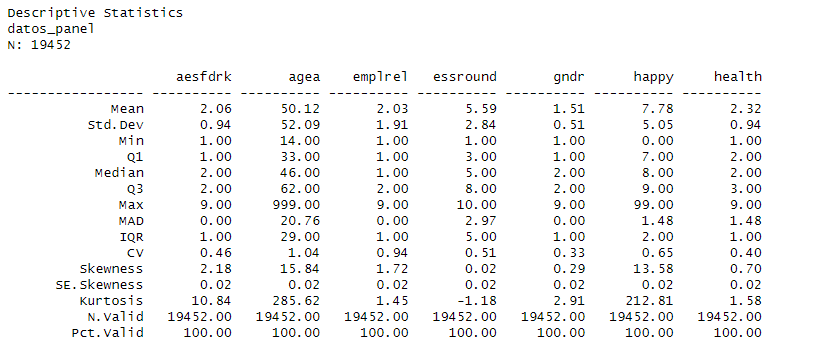 Descriptive Statistics
datos_panel
N: 19452
aesfdrk agea emplrel essround gndr happy health
----------------- ---------- ---------- ---------- ---------- ---------- ---------- ----------
Mean 2.06 50.12 2.03 5.59 1.51 7.78 2.32
Std.Dev 0.94 52.09 1.91 2.84 0.51 5.05 0.94
Min 1.00 14.00 1.00 1.00 1.00 0.00 1.00
Q1 1.00 33.00 1.00 3.00 1.00 7.00 2.00
Median 2.00 46.00 1.00 5.00 2.00 8.00 2.00
Q3 2.00 62.00 2.00 8.00 2.00 9.00 3.00
Max 9.00 999.00 9.00 10.00 9.00 99.00 9.00
MAD 0.00 20.76 0.00 2.97 0.00 1.48 1.48
IQR 1.00 29.00 1.00 5.00 1.00 2.00 1.00
CV 0.46 1.04 0.94 0.51 0.33 0.65 0.40
Skewness 2.18 15.84 1.72 0.02 0.29 13.58 0.70
SE.Skewness 0.02 0.02 0.02 0.02 0.02 0.02 0.02
Kurtosis 10.84 285.62 1.45 -1.18 2.91 212.81 1.58
N.Valid 19452.00 19452.00 19452.00 19452.00 19452.00 19452.00 19452.00
Pct.Valid 100.00 100.00 100.00 100.00 100.00 100.00 100.00